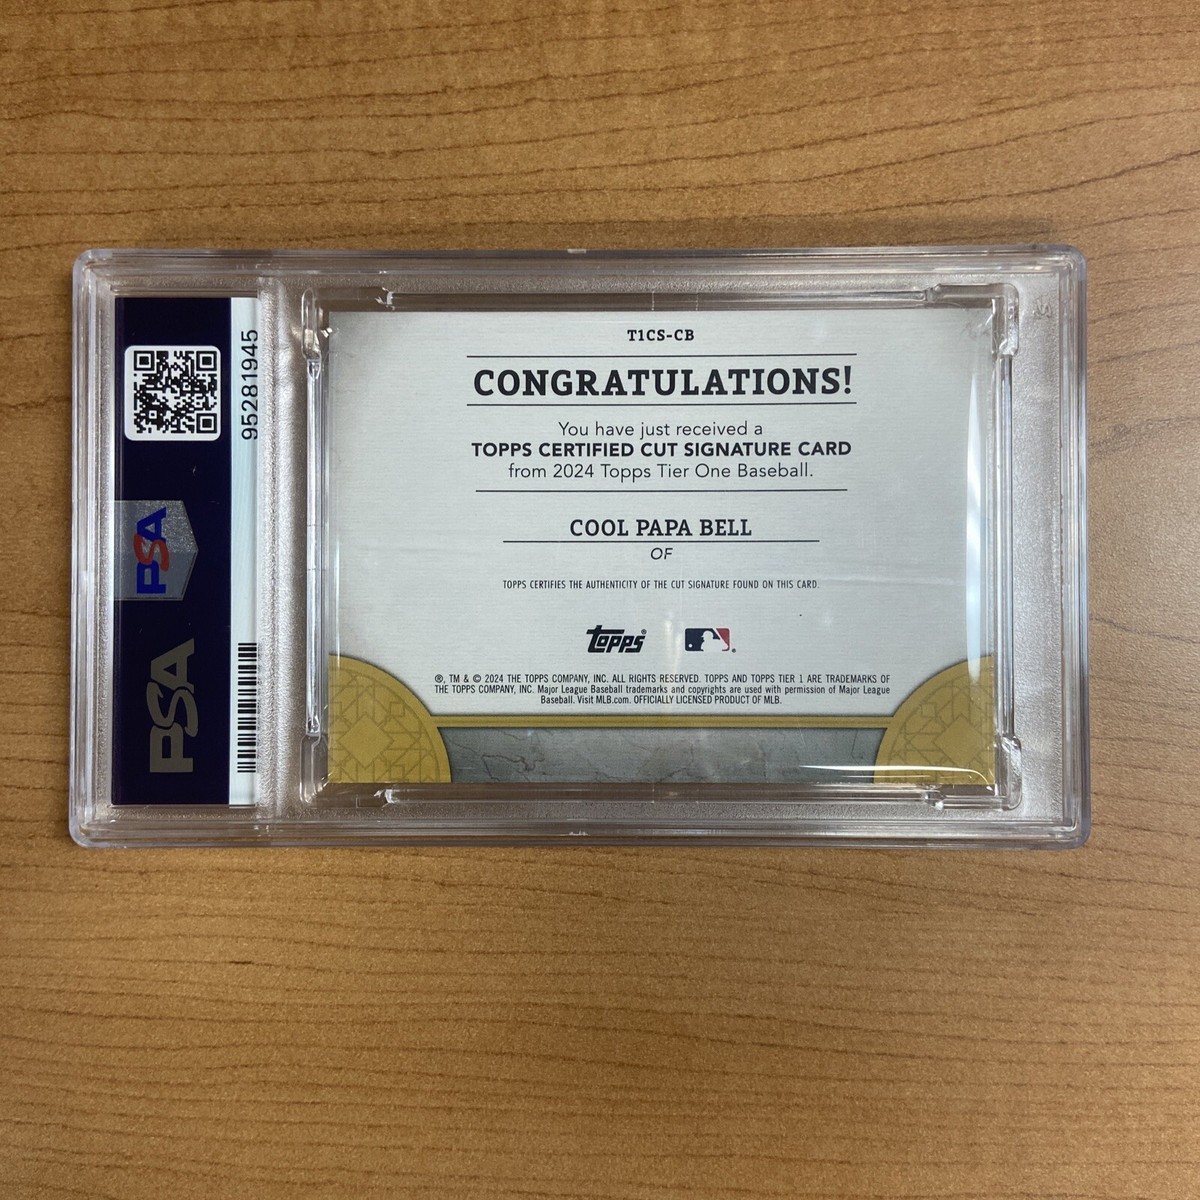 95281945
PSA
PSA
T1CS-CB
CONGRATULATIONS!
You have just received a
TOPPS CERTIFIED CUT SIGNATURE CARD
from 2024 Topps Tier One Baseball.
COOL PAPA BELL
OF
TOPPS CERTIFIES THE AUTHENTICITY OF THE CUT SIGNATURE FOUND ON THIS CARD.
topps®
®, TM & © 2024 THE TOPPS COMPANY, INC. ALL RIGHTS RESERVED. TOPPS AND TOPPS TIER 1 ARE TRADEMARKS OF
THE TOPPS COMPANY, INC. Major League Baseball trademarks and copyrights are used with permission of Major League
Baseball. Visit MLB.com. OFFICIALLY LICENSED PRODUCT OF MLB.